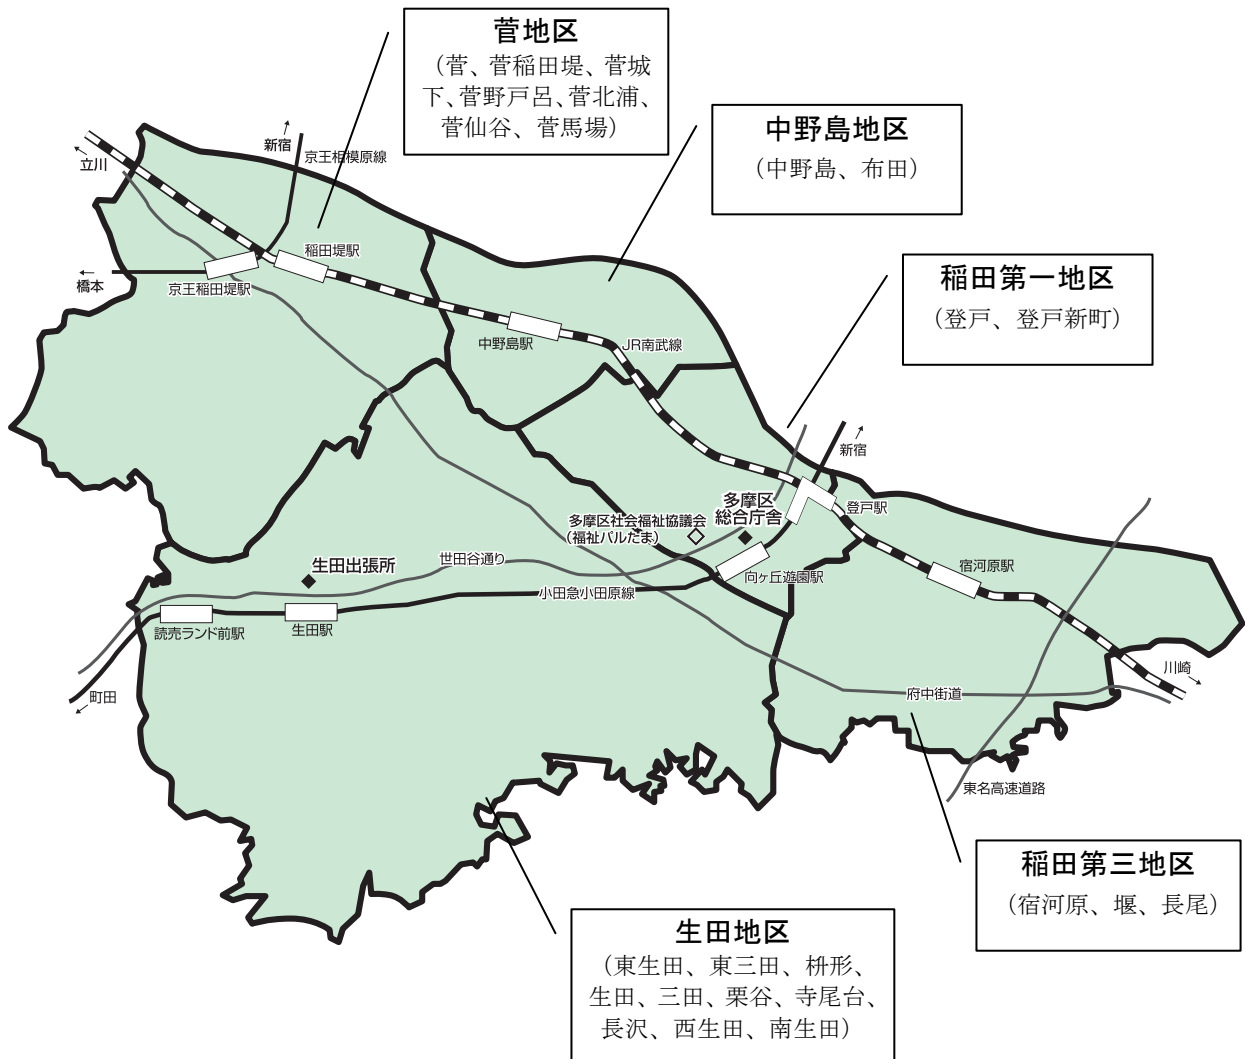 菅地区
（菅、菅稲田堤、菅城
下、菅野戸呂、菅北浦、
菅仙谷、菅馬場）
中野島地区
（中野島、布田）
稲田第一地区
（登戸、登戸新町）
新宿
京王相模原線
立川
稲田堤駅
橋本
京王稲田堤駅
中野島駅
JR南武線
新宿
多摩区
総合庁舎
登戸駅
多摩区社会福祉協議会
（福祉パルたま）
生田出張所
世田谷通り
向ヶ丘遊園駅
宿河原駅
小田急小田原線
読売ランド前駅
生田駅
川崎
町田
府中街道
東名高速道路
稲田第三地区
（宿河原、堰、長尾）
生田地区
（東生田、東三田、枡形、
生田、三田、栗谷、寺尾台、
長沢、西生田、南生田）